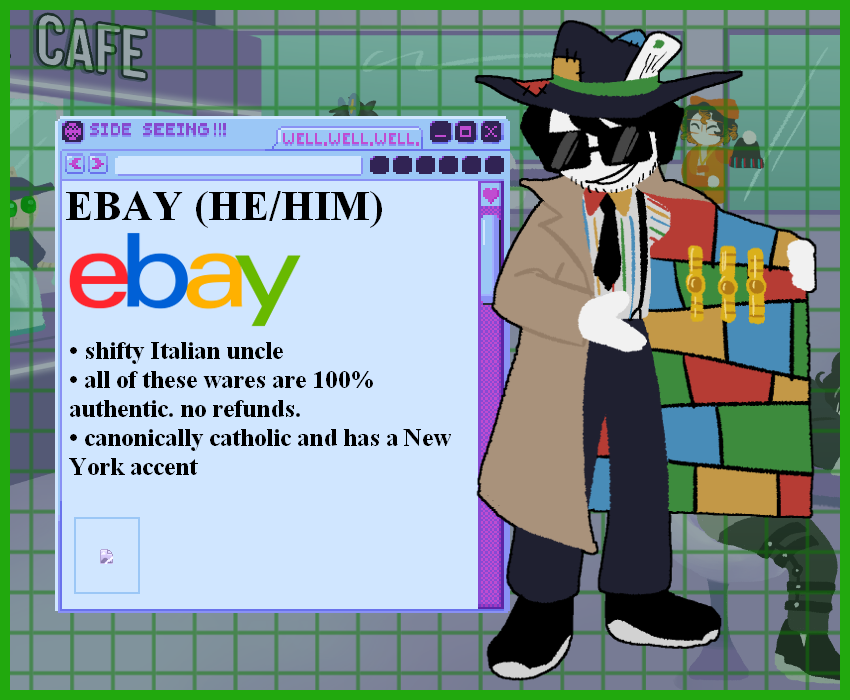 CAFE
SIDE SEEING!!!
WELL.WELL.WELL.
EBAY (HE/HIM)
ebay
• shifty Italian uncle
• all of these wares are 100%
authentic. no refunds.
• canonically catholic and has a New
York accent